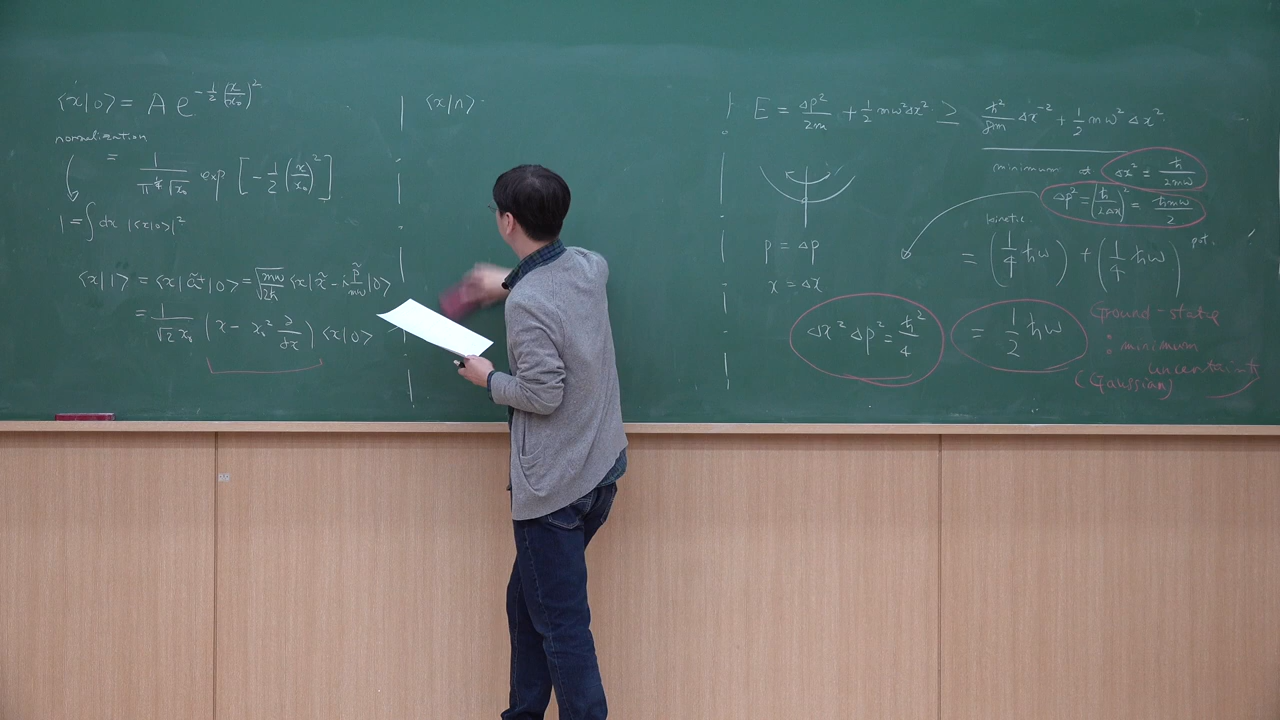 ⟨x|0⟩ = A e^{-1/2 (x/x₀)²}
normalization
= 1/(π^{1/4} √x₀) exp [ -1/2 (x/x₀)² ]
1 = ∫ dx |⟨x|0⟩|²
⟨x|1⟩ = ⟨x|ã⁺|0⟩ = √(mω/2ħ) ⟨x| x̃ - i p̃/mω |0⟩
= 1/(√2 x₀) ( x - x₀² ∂/∂x ) ⟨x|0⟩
⟨x|n⟩
E = Δp²/2m + 1/2 mω²Δx² ≥ ħ²/8m Δx⁻² + 1/2 mω² Δx²
minimum at Δx² = ħ/2mω
Δp² = (ħ/2Δx)² = ħmω/2
p = Δp
x = Δx
kinetic
pot.
= (1/4 ħω) + (1/4 ħω)
Δx² Δp² = ħ²/4
= 1/2 ħω
Ground-state
: minimum
uncertainty
(Gaussian)